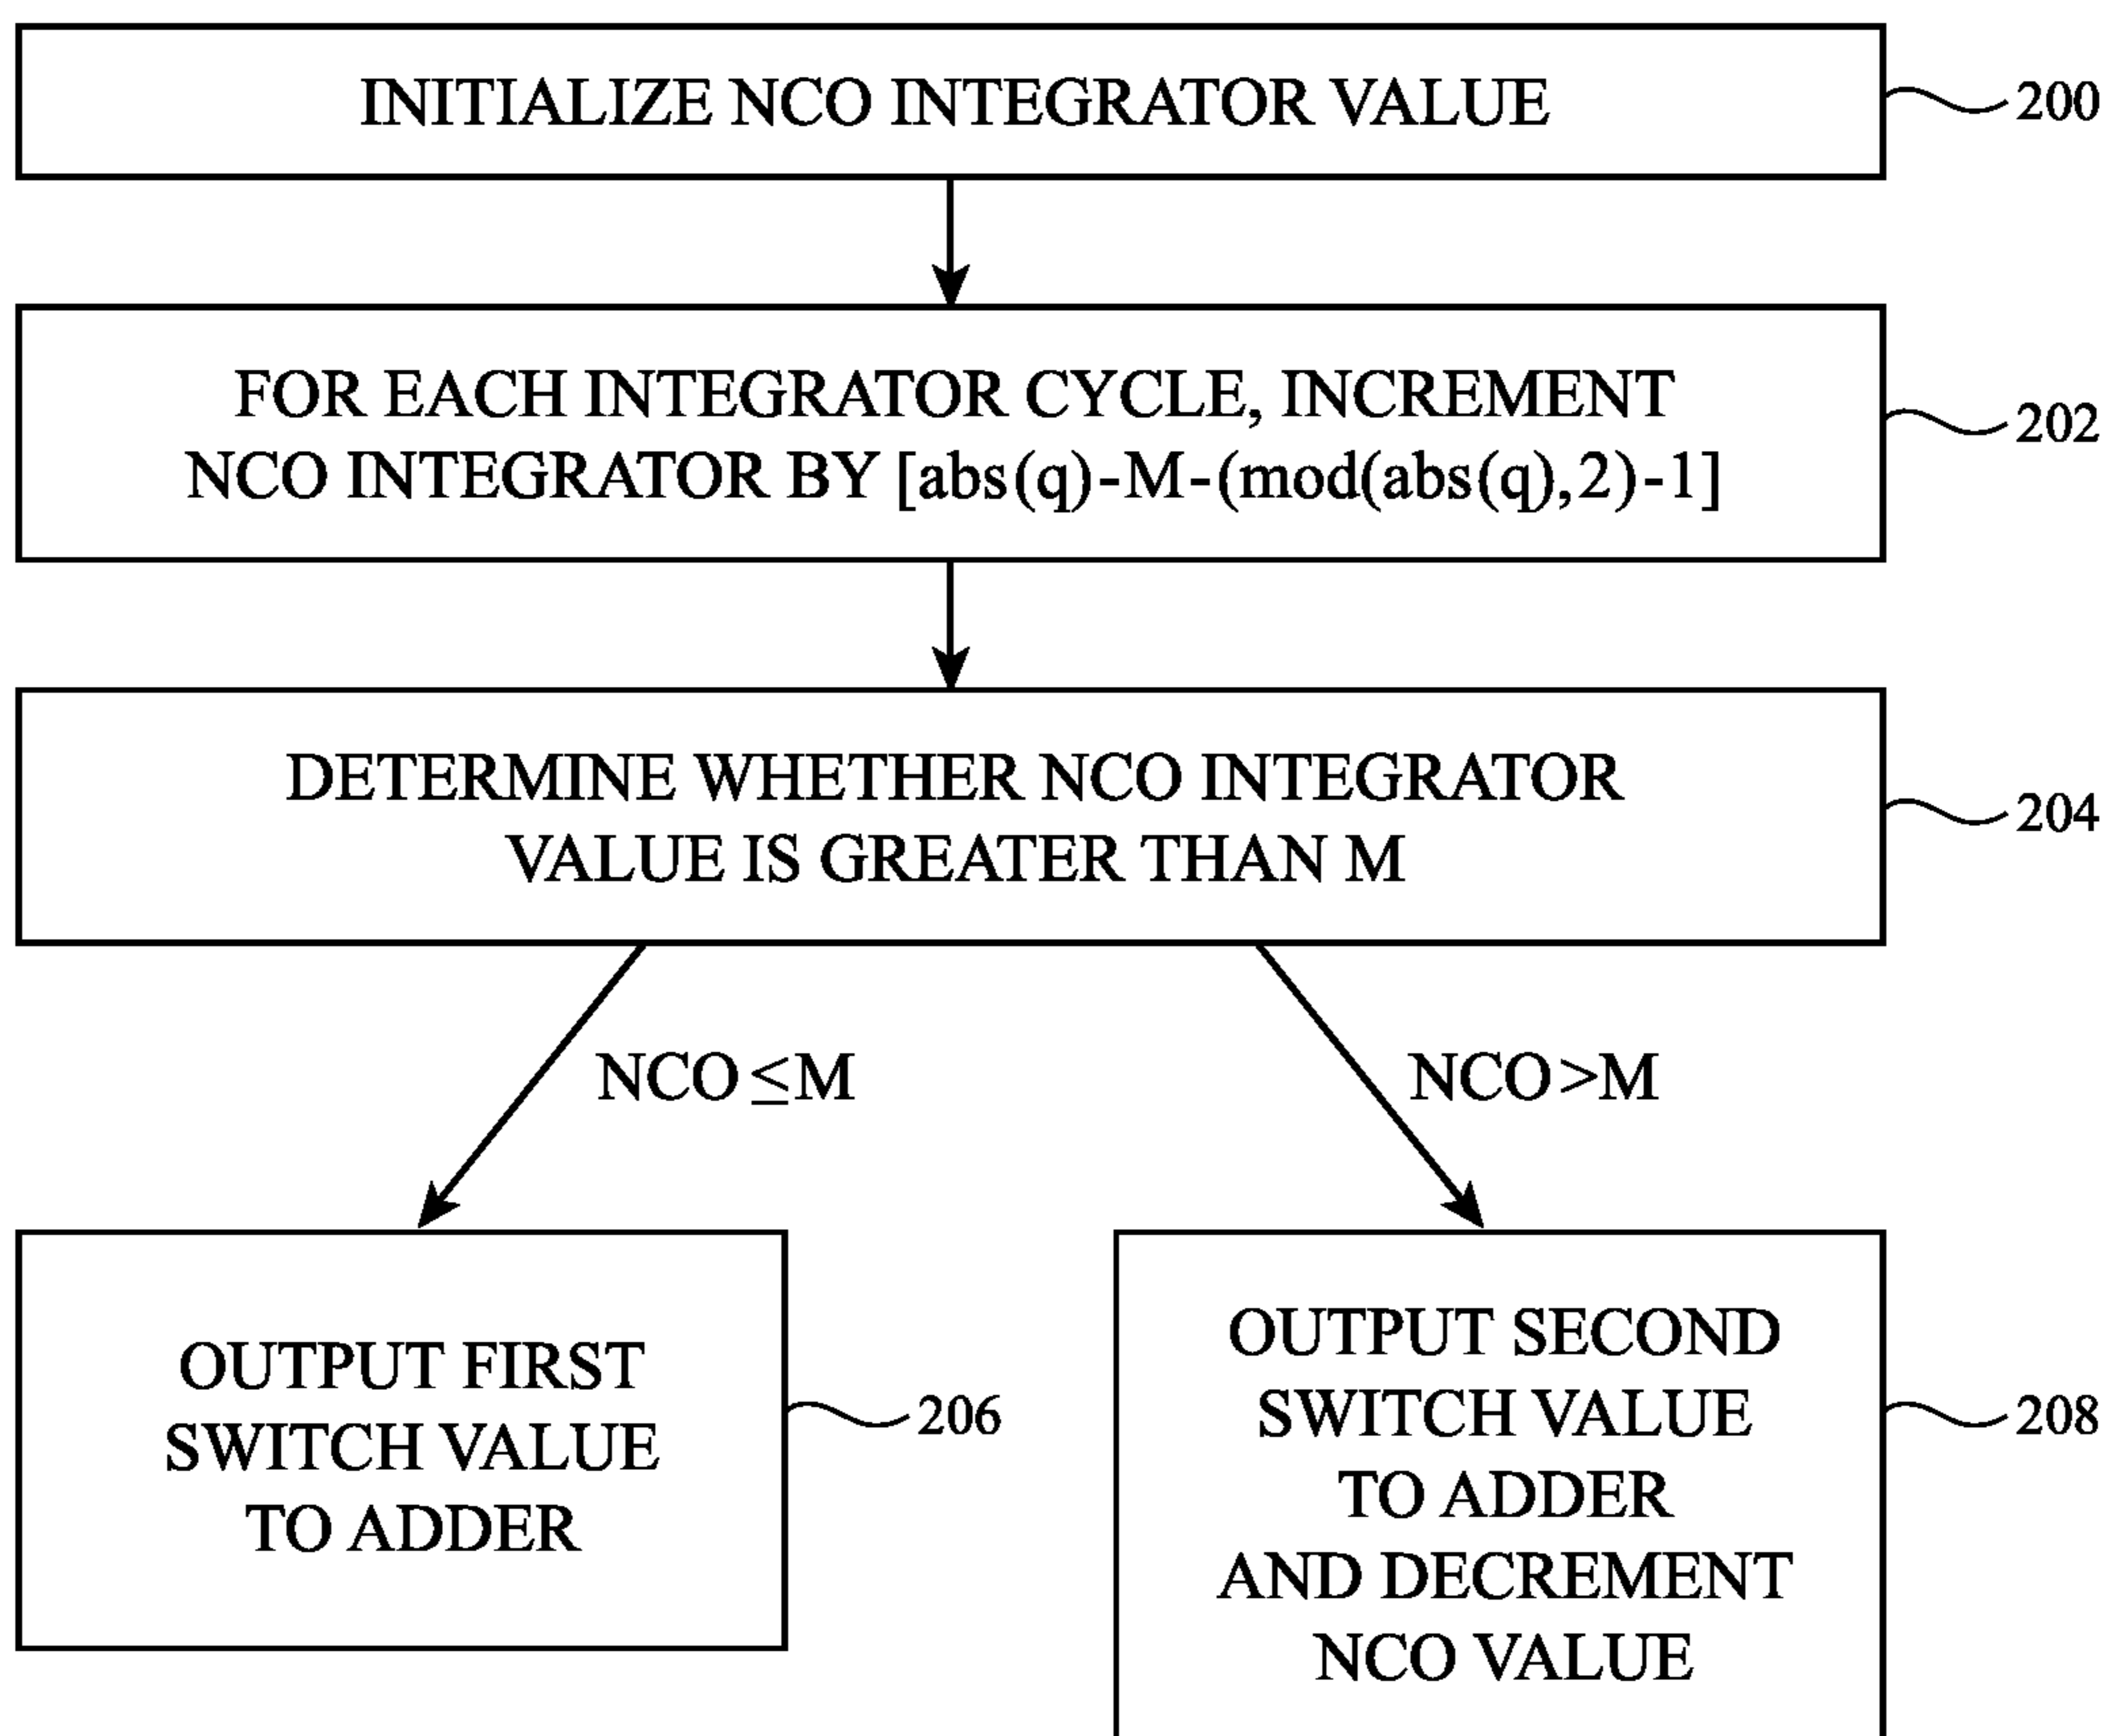 INITIALIZE NCO INTEGRATOR VALUE
200
FOR EACH INTEGRATOR CYCLE, INCREMENT
NCO INTEGRATOR BY [abs(q)-M-(mod(abs(q),2)-1]
202
DETERMINE WHETHER NCO INTEGRATOR
VALUE IS GREATER THAN M
204
NCO≤M
NCO>M
OUTPUT FIRST
SWITCH VALUE
TO ADDER
206
OUTPUT SECOND
SWITCH VALUE
TO ADDER
AND DECREMENT
NCO VALUE
208